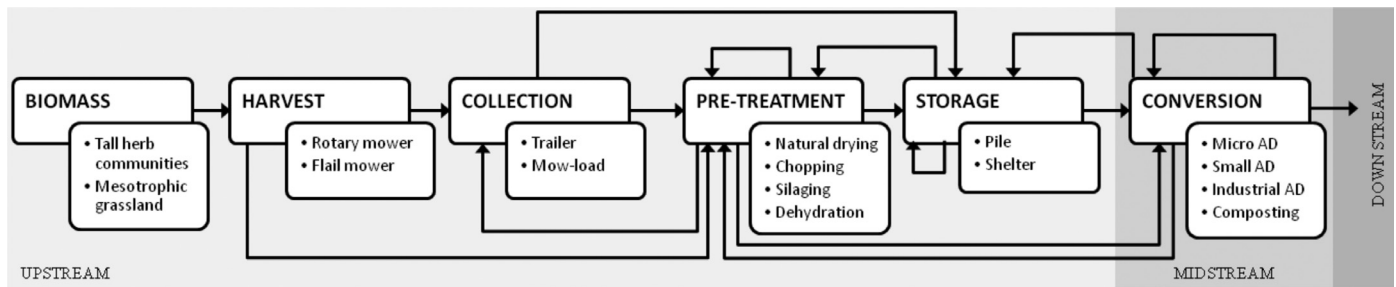 BIOMASS
• Tall herb
communities
• Mesotrophic
grassland
HARVEST
• Rotary mower
• Flail mower
COLLECTION
• Trailer
• Mow-load
PRE-TREATMENT
• Natural drying
• Chopping
• Silaging
• Dehydration
STORAGE
• Pile
• Shelter
CONVERSION
• Micro AD
• Small AD
• Industrial AD
• Composting
UPSTREAM
MIDSTREAM
DOWNSTREAM